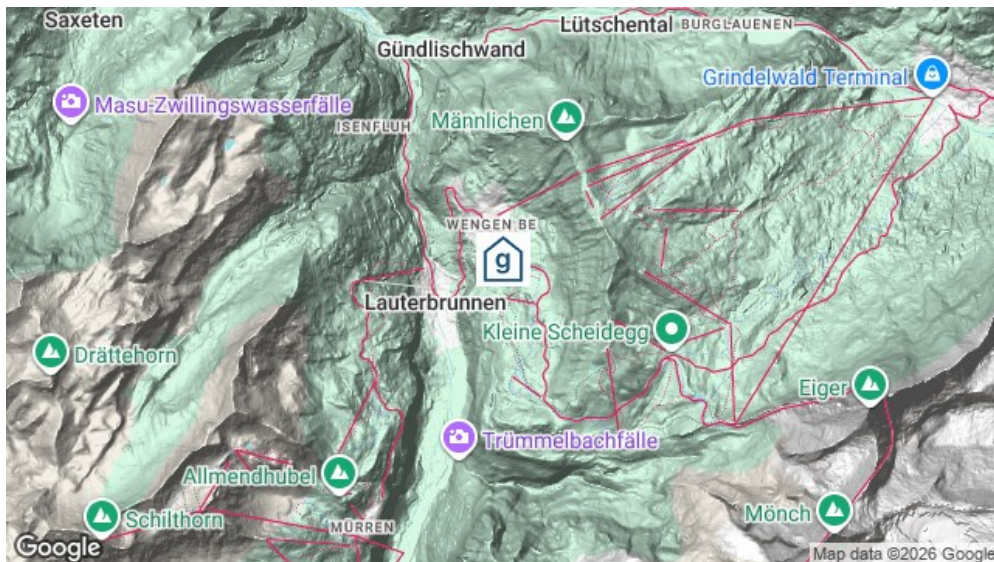 Saxeten
Lütschental
BURGLAUENEN
Gündlischwand
Grindelwald Terminal
Masu-Zwillingswasserfälle
ISENFLUH
Männlichen
WENGEN BE
g
Lauterbrunnen
Kleine Scheidegg
Drättehorn
Eiger
Trümmelbachfälle
Allmendhubel
Schilthorn
MÜRREN
Mönch
Google
Map data ©2026 Google